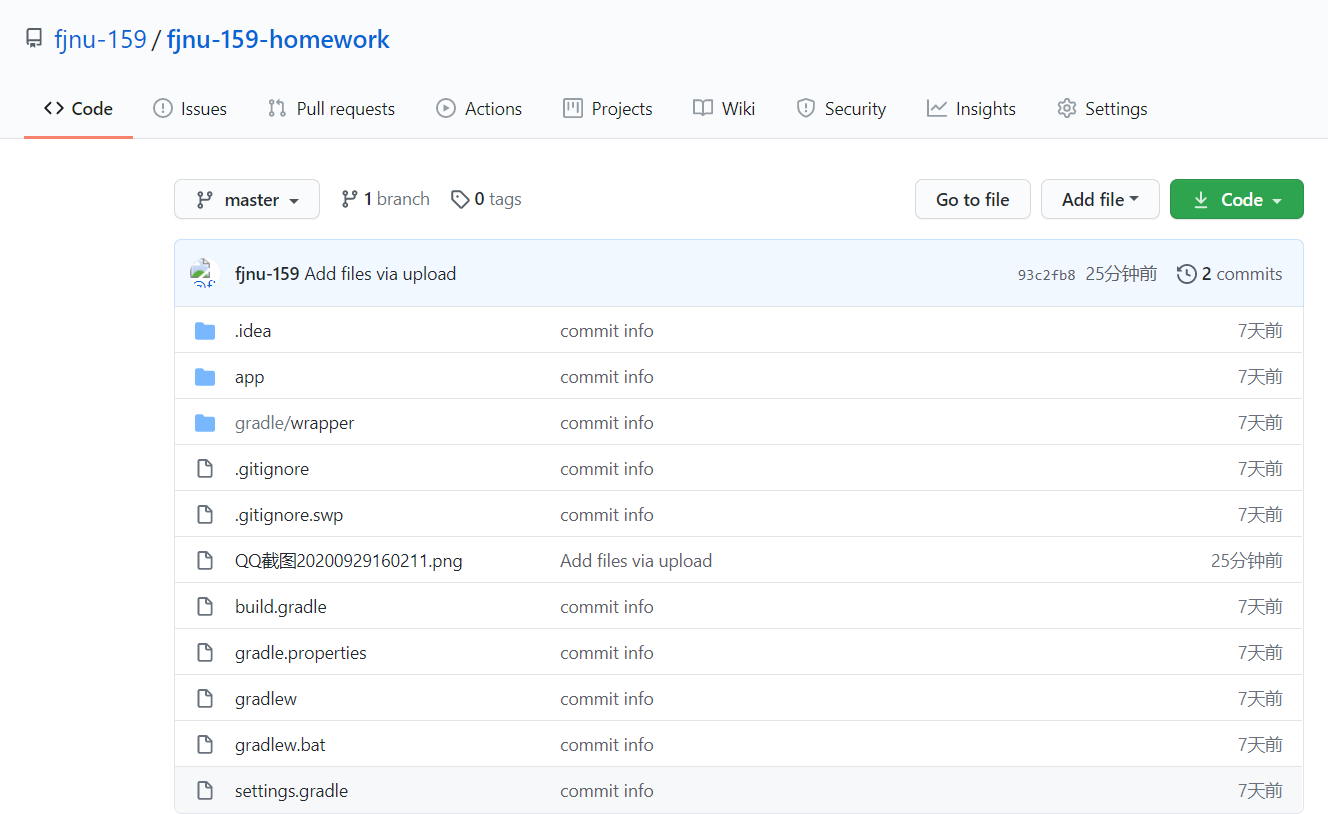 fjnu-159 / fjnu-159-homework
Code Issues Pull requests Actions Projects Wiki Security Insights Settings
master 1 branch 0 tags Go to file Add file Code
fjnu-159 Add files via upload 93c2fb8 25分钟前 2 commits
.idea commit info 7天前
app commit info 7天前
gradle/wrapper commit info 7天前
.gitignore commit info 7天前
.gitignore.swp commit info 7天前
QQ截图20200929160211.png Add files via upload 25分钟前
build.gradle commit info 7天前
gradle.properties commit info 7天前
gradlew commit info 7天前
gradlew.bat commit info 7天前
settings.gradle commit info 7天前